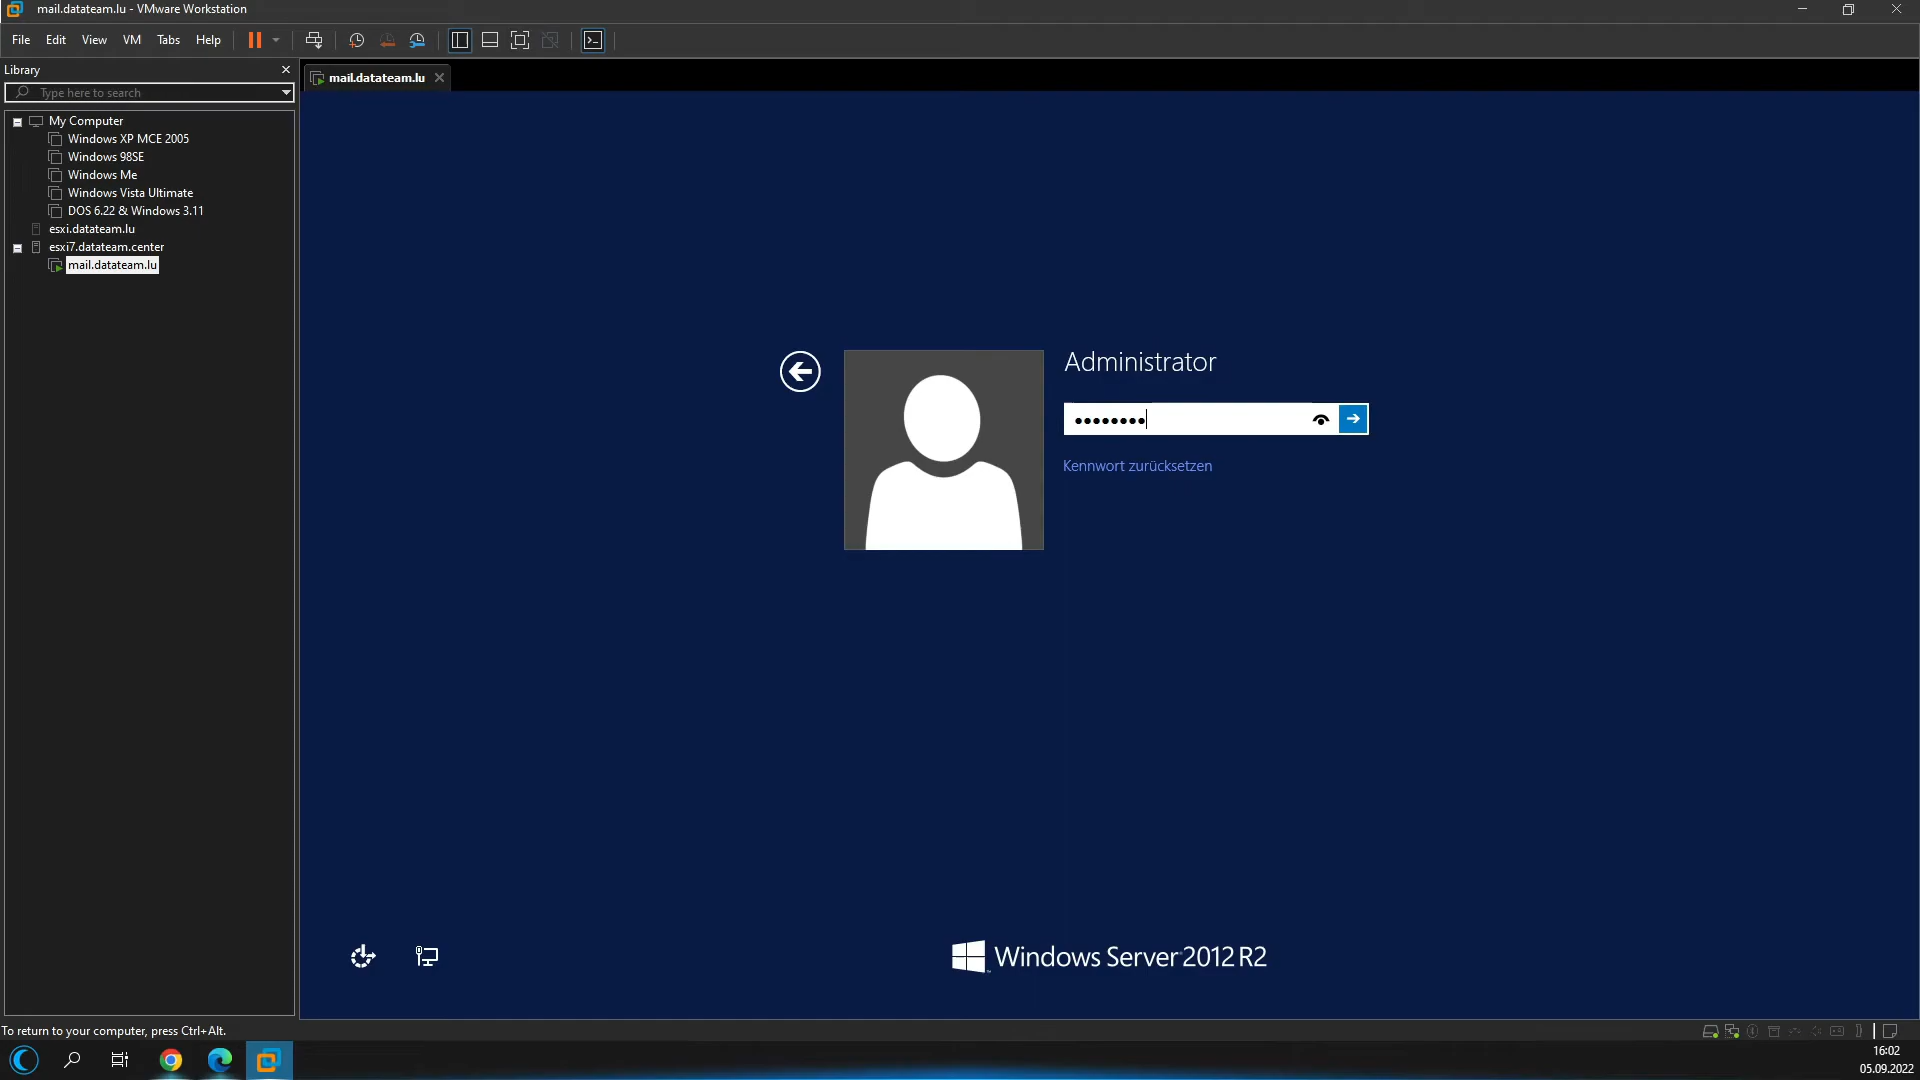 mail.datateam.lu - VMware Workstation
File Edit View VM Tabs Help
Library
Type here to search
My Computer
Windows XP MCE 2005
Windows 98SE
Windows Me
Windows Vista Ultimate
DOS 6.22 & Windows 3.11
esxi.datateam.lu
esxi7.datateam.center
mail.datateam.lu
mail.datateam.lu
Administrator
Kennwort zurücksetzen
Windows Server 2012 R2
To return to your computer, press Ctrl+Alt.
16:02
05.09.2022